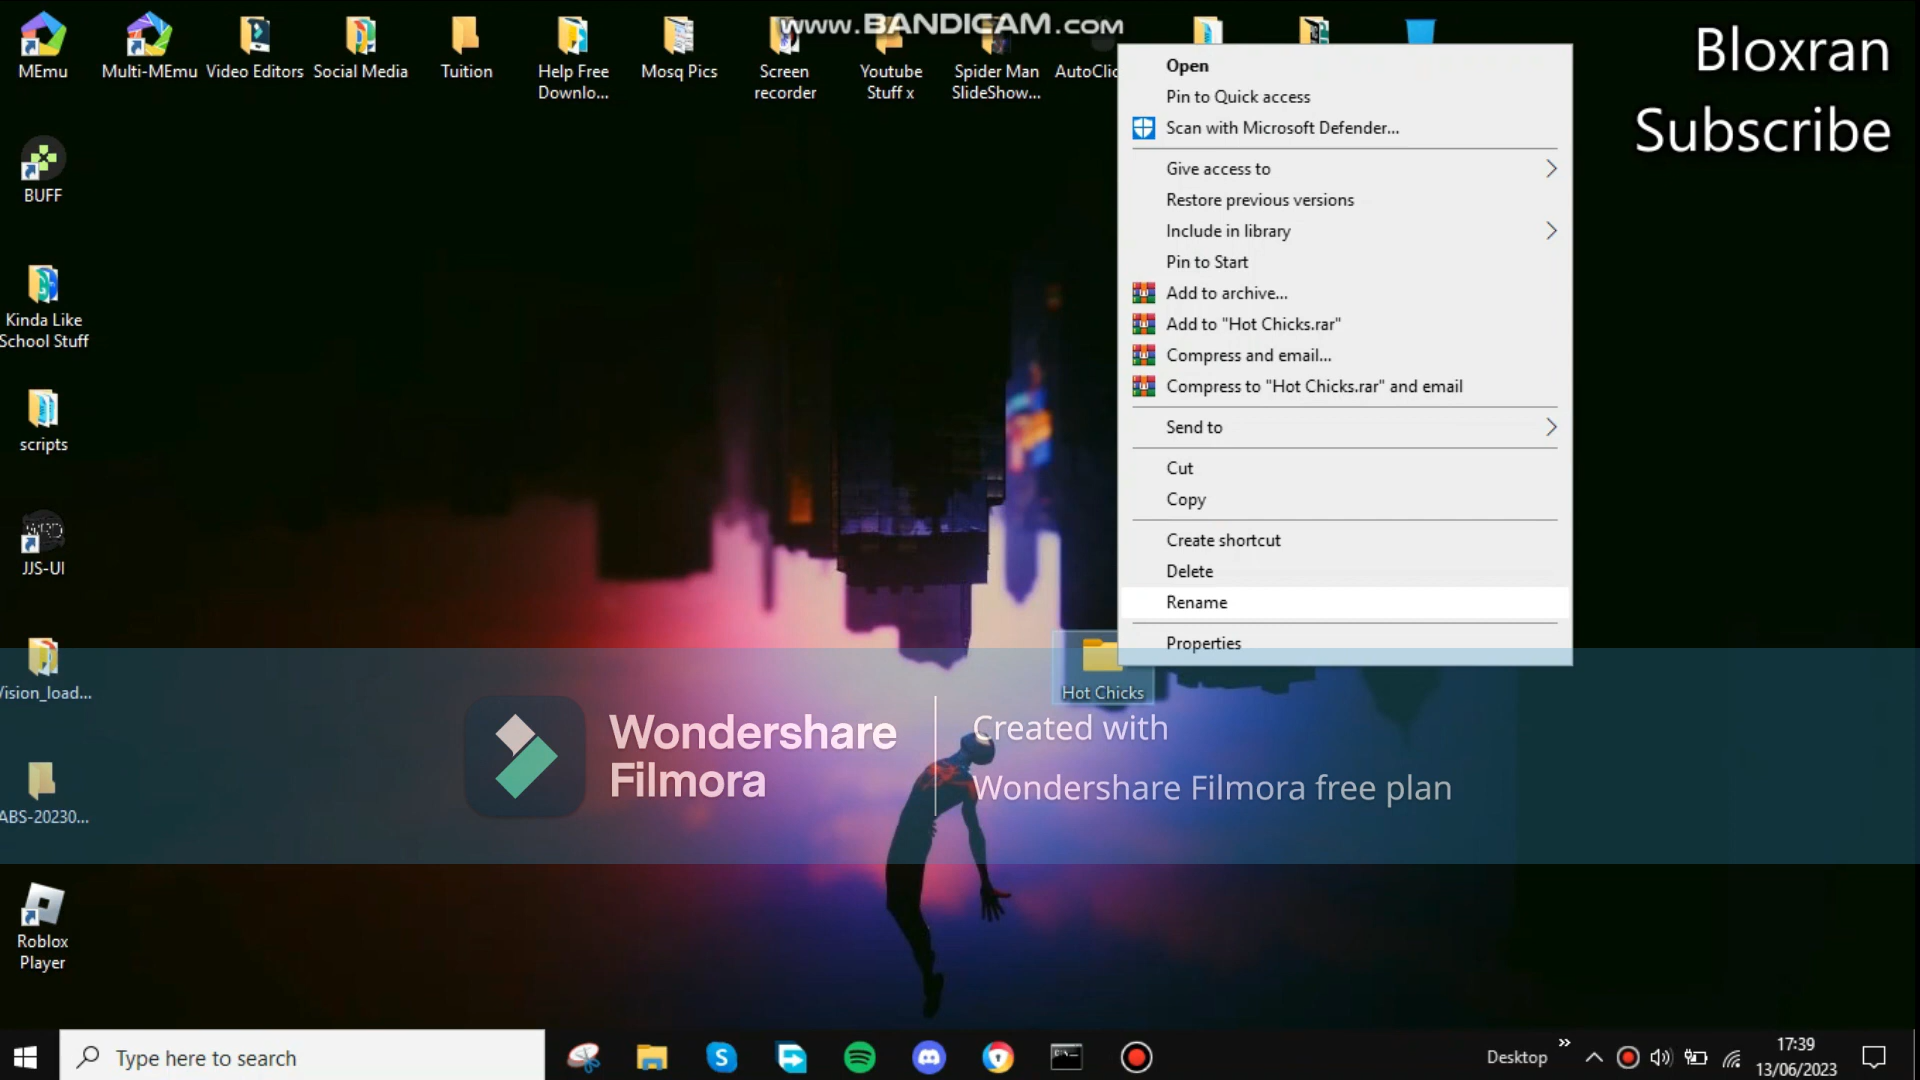 www.BANDICAM.com
Bloxran
Subscribe
MEmu
Multi-MEmu
Video Editors
Social Media
Tuition
Help Free
Downlo...
Mosq Pics
Screen
recorder
Youtube
Stuff x
Spider Man
SlideShow...
AutoClic
BUFF
Kinda Like
School Stuff
scripts
JJS-UI
Vision_load...
ABS-20230...
Roblox
Player
Open
Pin to Quick access
Scan with Microsoft Defender...
Give access to
Restore previous versions
Include in library
Pin to Start
Add to archive...
Add to "Hot Chicks.rar"
Compress and email...
Compress to "Hot Chicks.rar" and email
Send to
Cut
Copy
Create shortcut
Delete
Rename
Properties
Hot Chicks
Wondershare
Filmora
Created with
Wondershare Filmora free plan
Type here to search
Desktop
17:39
13/06/2023